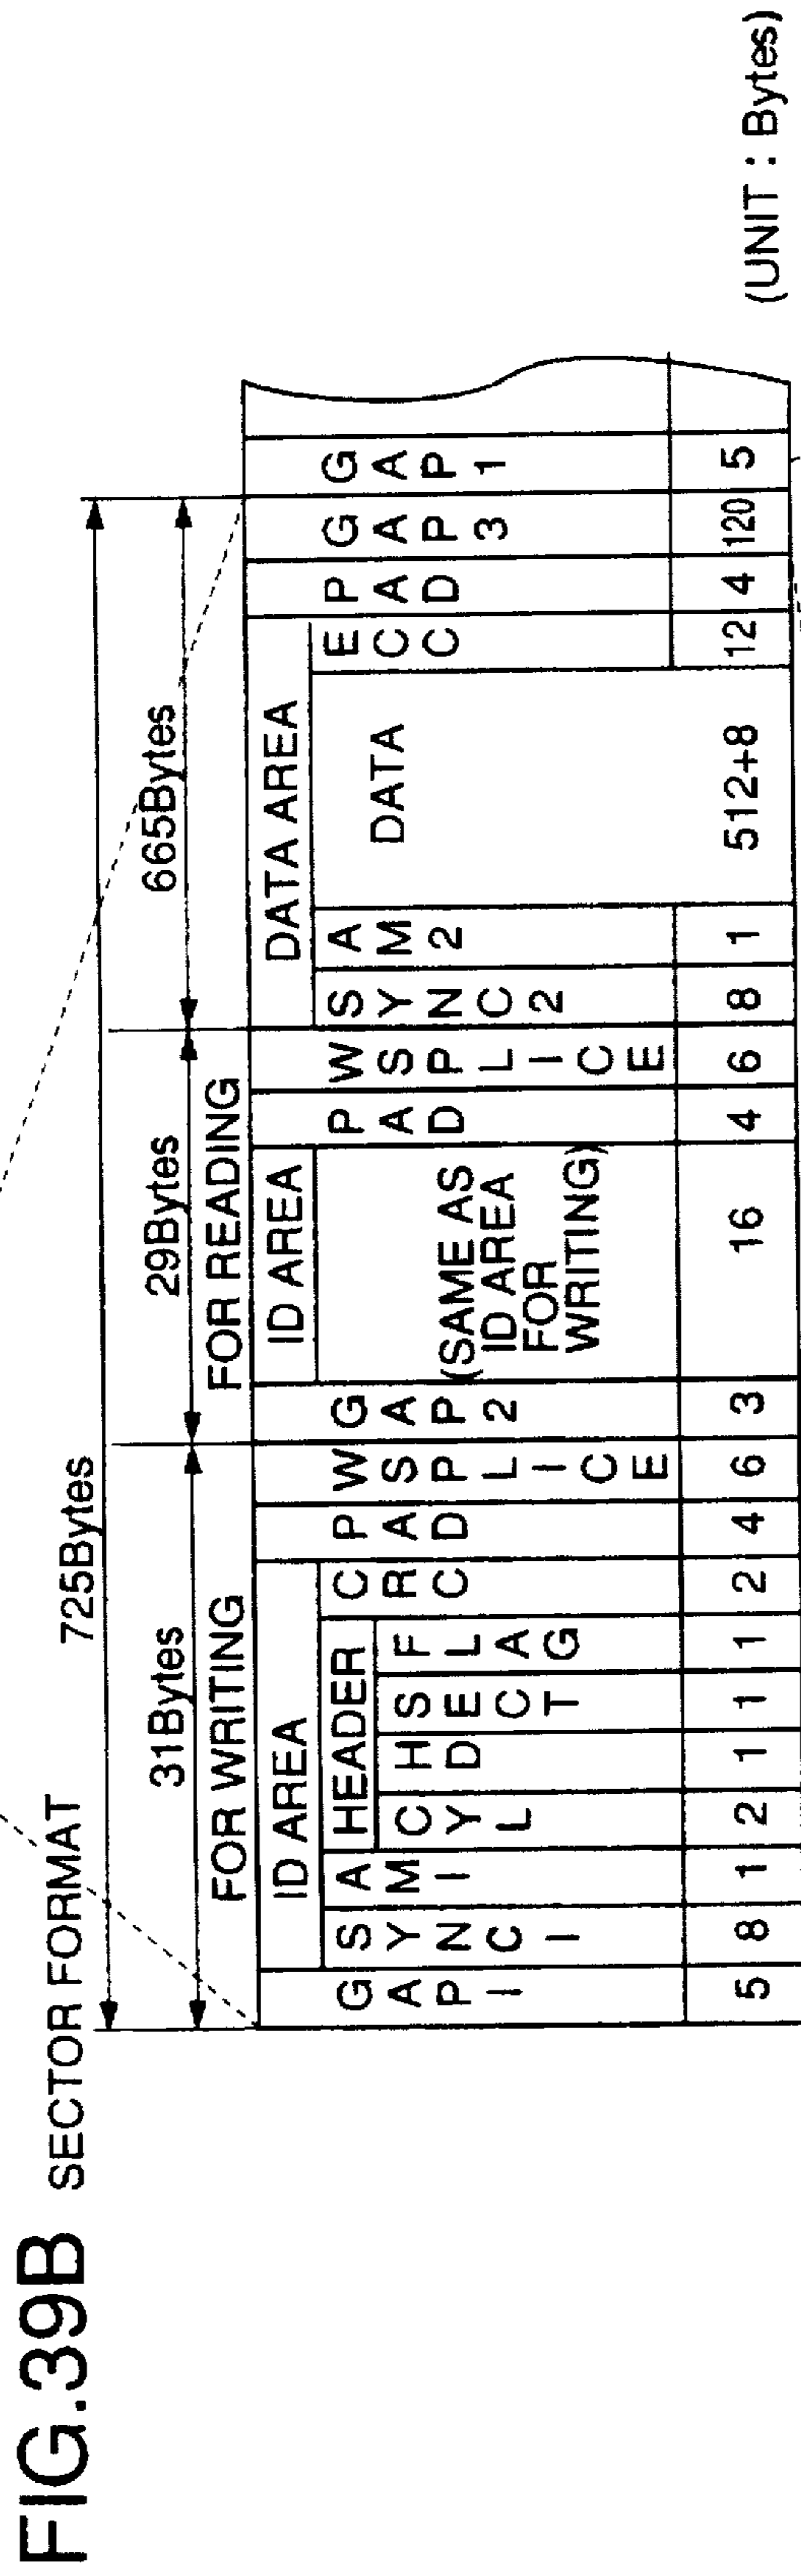 FIG.39B SECTOR FORMAT
725Bytes
31Bytes 29Bytes 665Bytes
FOR WRITING FOR READING
ID AREA ID AREA DATA AREA
HEADER
GAP1 SYNC1 AM1 CYL HD SECT FLAG CRC PAD WSPLICE GAP2 (SAME AS ID AREA FOR WRITING) PAD WSPLICE SYNC2 AM2 DATA ECC PAD GAP3 GAP1
5 8 1 2 1 1 1 2 4 6 3 16 4 6 8 1 512+8 12 4 120 5
(UNIT : Bytes)